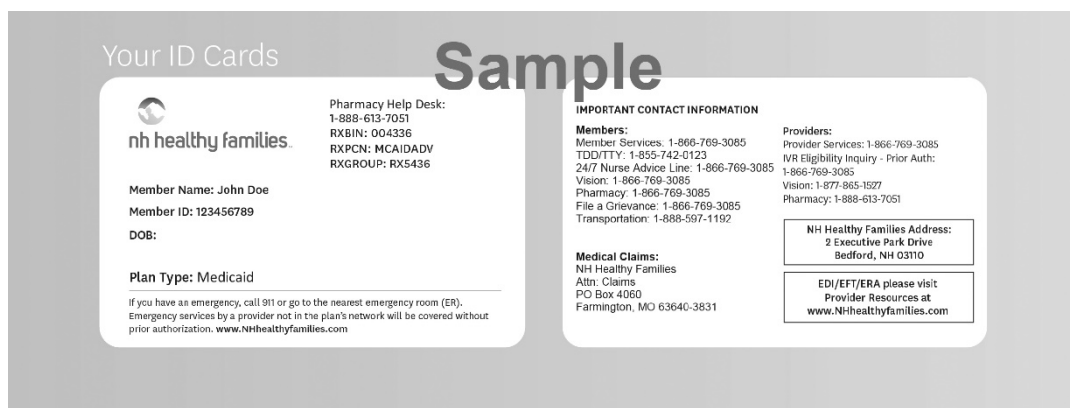 Your ID Cards
Sample
nh healthy families
Pharmacy Help Desk:
1-888-613-7051
RXBIN: 004336
RXPCN: MCAIDADV
RXGROUP: RX5436
Member Name: John Doe
Member ID: 123456789
DOB:
Plan Type: Medicaid
If you have an emergency, call 911 or go to the nearest emergency room (ER).
Emergency services by a provider not in the plan's network will be covered without
prior authorization. www.NHhealthyfamilies.com
IMPORTANT CONTACT INFORMATION
Members:
Member Services: 1-866-769-3085
TDD/TTY: 1-855-742-0123
24/7 Nurse Advice Line: 1-866-769-3085
Vision: 1-866-769-3085
Pharmacy: 1-866-769-3085
File a Grievance: 1-866-769-3085
Transportation: 1-888-597-1192
Medical Claims:
NH Healthy Families
Attn: Claims
PO Box 4060
Farmington, MO 63640-3831
Providers:
Provider Services: 1-866-769-3085
IVR Eligibility Inquiry - Prior Auth:
1-866-769-3085
Vision: 1-877-865-1527
Pharmacy: 1-888-613-7051
NH Healthy Families Address:
2 Executive Park Drive
Bedford, NH 03110
EDI/EFT/ERA please visit
Provider Resources at
www.NHhealthyfamilies.com